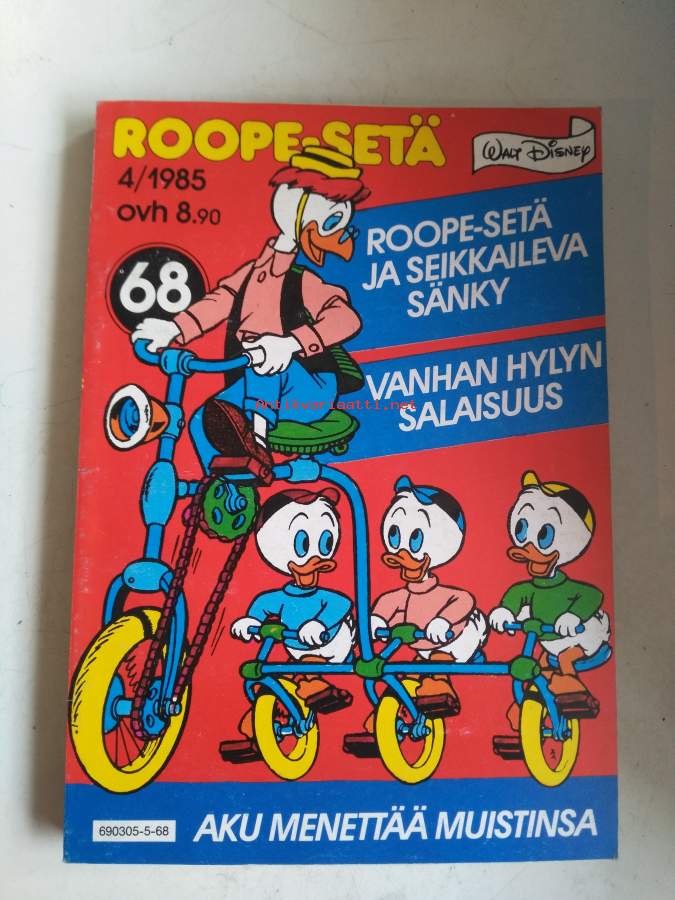 ROOPE-SETÄ
WALT DISNEY
4/1985
ovh 8.90
68
ROOPE-SETÄ
JA SEIKKAILEVA
SÄNKY
VANHAN HYLYN
SALAISUUS
Antikvariaatti.net
690305-5-68
AKU MENETTÄÄ MUISTINSA